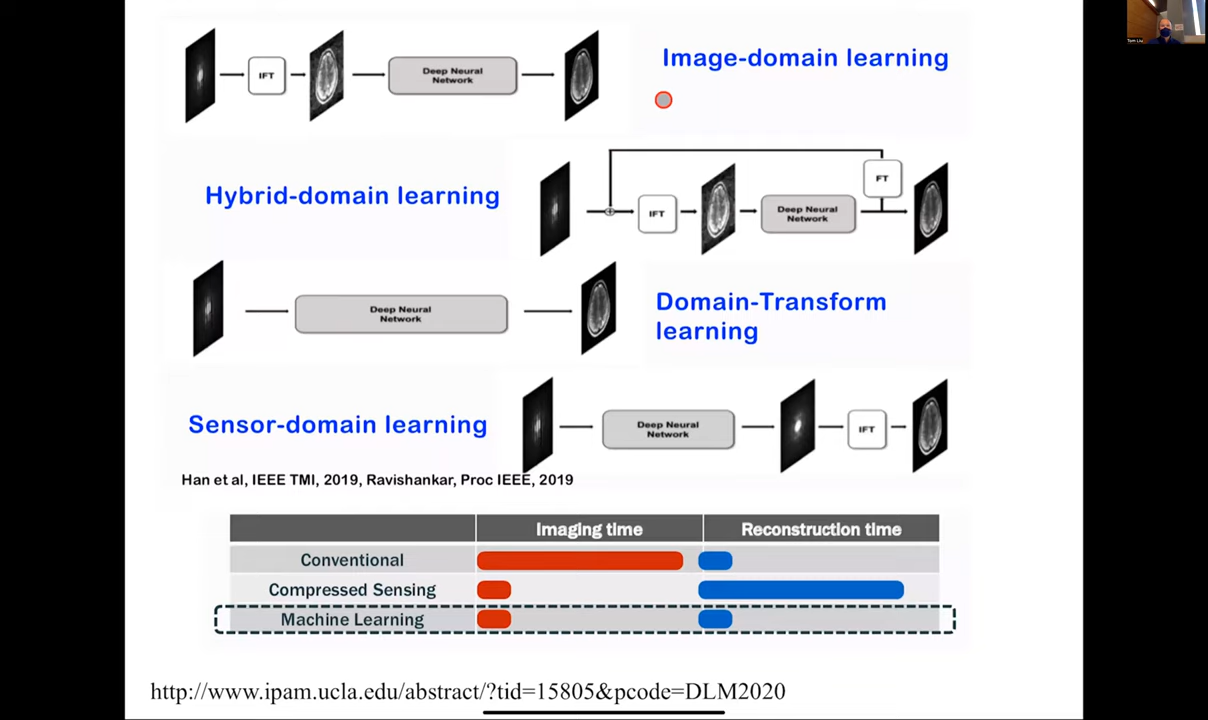 IFT
Deep Neural
Network
Image-domain learning
Tom Liu
Hybrid-domain learning
IFT
Deep Neural
Network
FT
Deep Neural
Network
Domain-Transform
learning
Sensor-domain learning
Deep Neural
Network
IFT
Han et al, IEEE TMI, 2019, Ravishankar, Proc IEEE, 2019
Imaging time Reconstruction time
Conventional
Compressed Sensing
Machine Learning
http://www.ipam.ucla.edu/abstract/?tid=15805&pcode=DLM2020